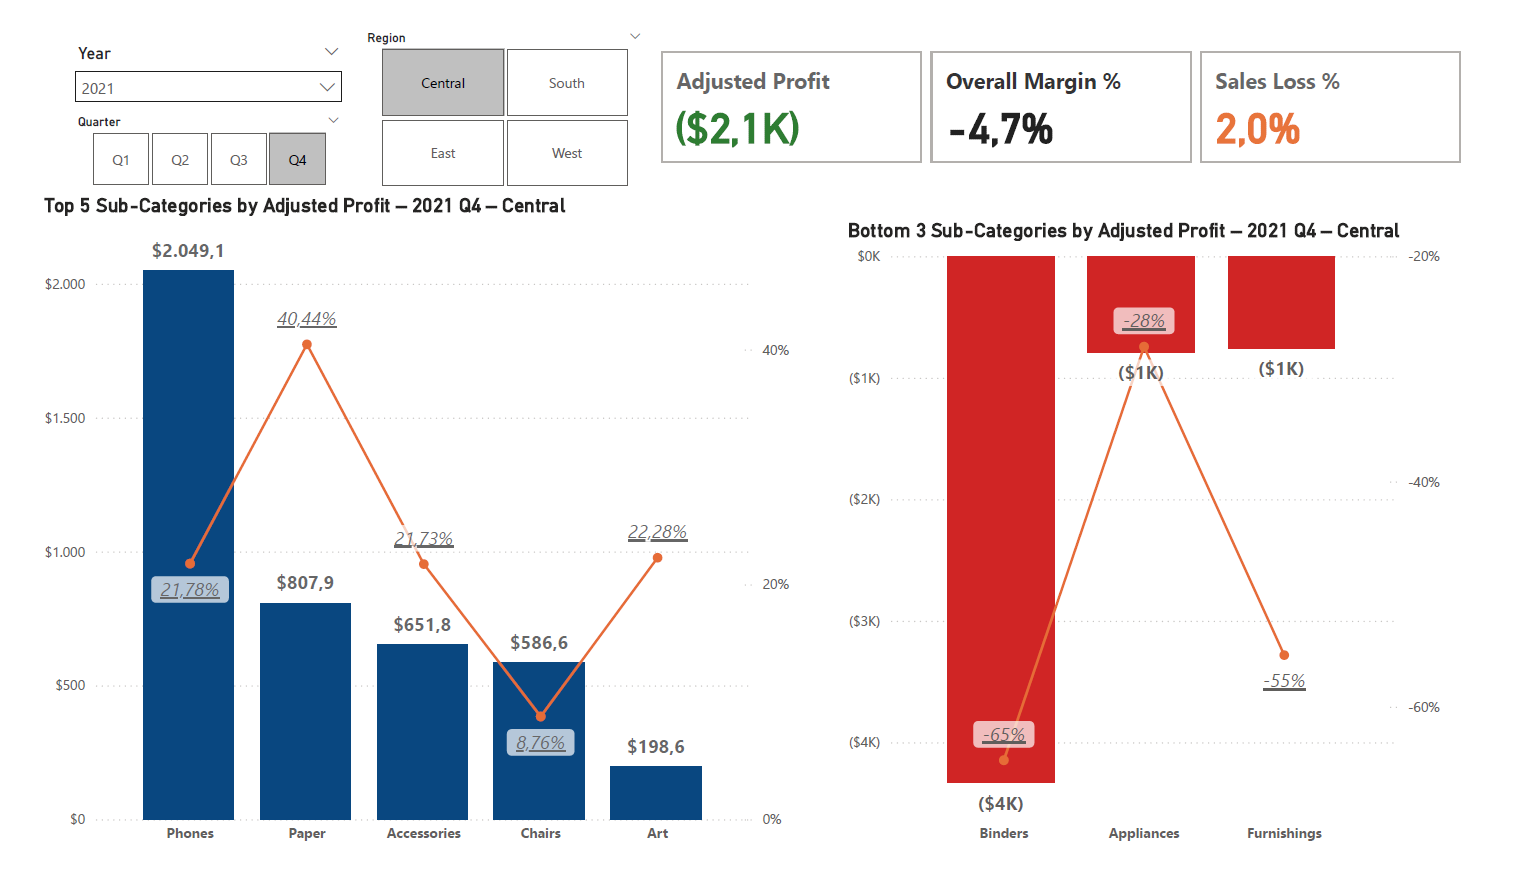 Year
2021
Quarter
Q1 Q2 Q3 Q4
Region
Central South
East West
Adjusted Profit
($2,1K)
Overall Margin %
-4,7%
Sales Loss %
2,0%
Top 5 Sub-Categories by Adjusted Profit – 2021 Q4 – Central
$2.000
$1.500
$1.000
$500
$0
$2.049,1
$807,9
$651,8
$586,6
$198,6
21,78%
40,44%
21,73%
8,76%
22,28%
40%
20%
0%
Phones Paper Accessories Chairs Art
Bottom 3 Sub-Categories by Adjusted Profit – 2021 Q4 – Central
$0K
($1K)
($2K)
($3K)
($4K)
-28%
($1K)
($1K)
-55%
-65%
($4K)
-20%
-40%
-60%
Binders Appliances Furnishings